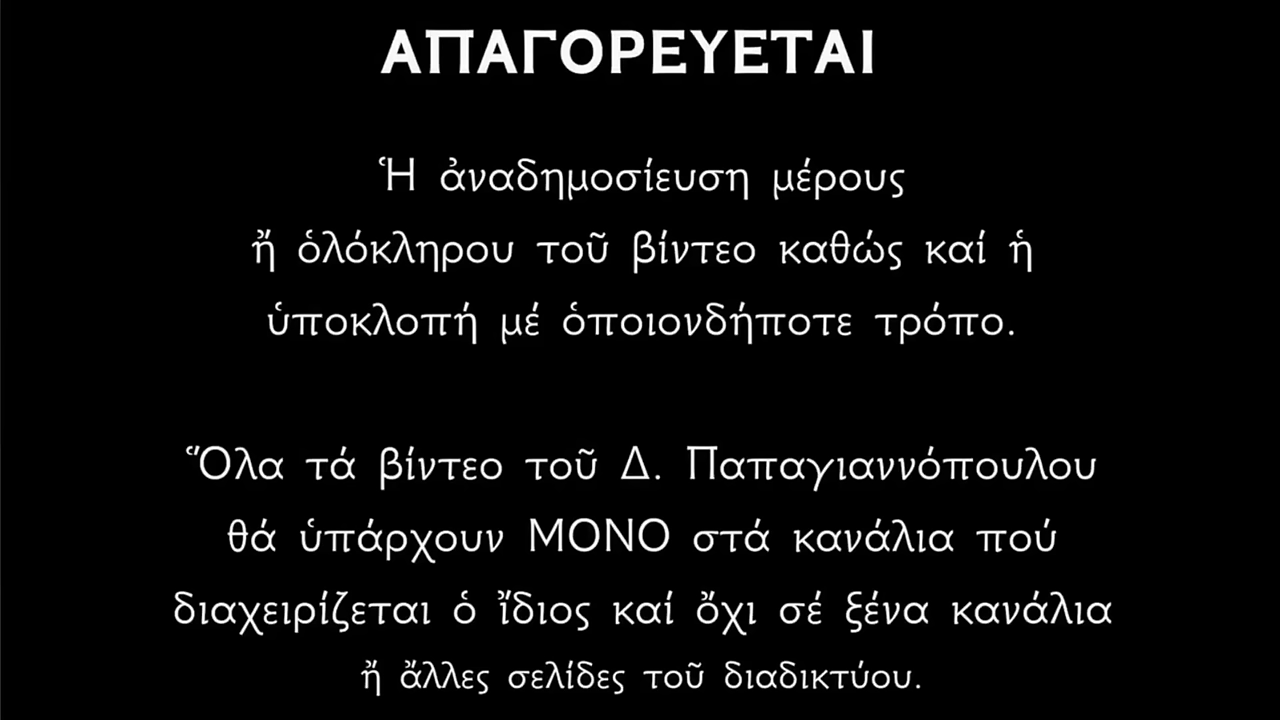 ΑΠΑΓΟΡΕΥΕΤΑΙ
Ἡ ἀναδημοσίευση μέρους
ἤ ὁλόκληρου τοῦ βίντεο καθώς καί ἡ
ὑποκλοπή μέ ὁποιονδήποτε τρόπο.
Ὅλα τά βίντεο τοῦ Δ. Παπαγιαννόπουλου
θά ὑπάρχουν ΜΟΝΟ στά κανάλια πού
διαχειρίζεται ὁ ἴδιος καί ὄχι σέ ξένα κανάλια
ἤ ἄλλες σελίδες τοῦ διαδικτύου.